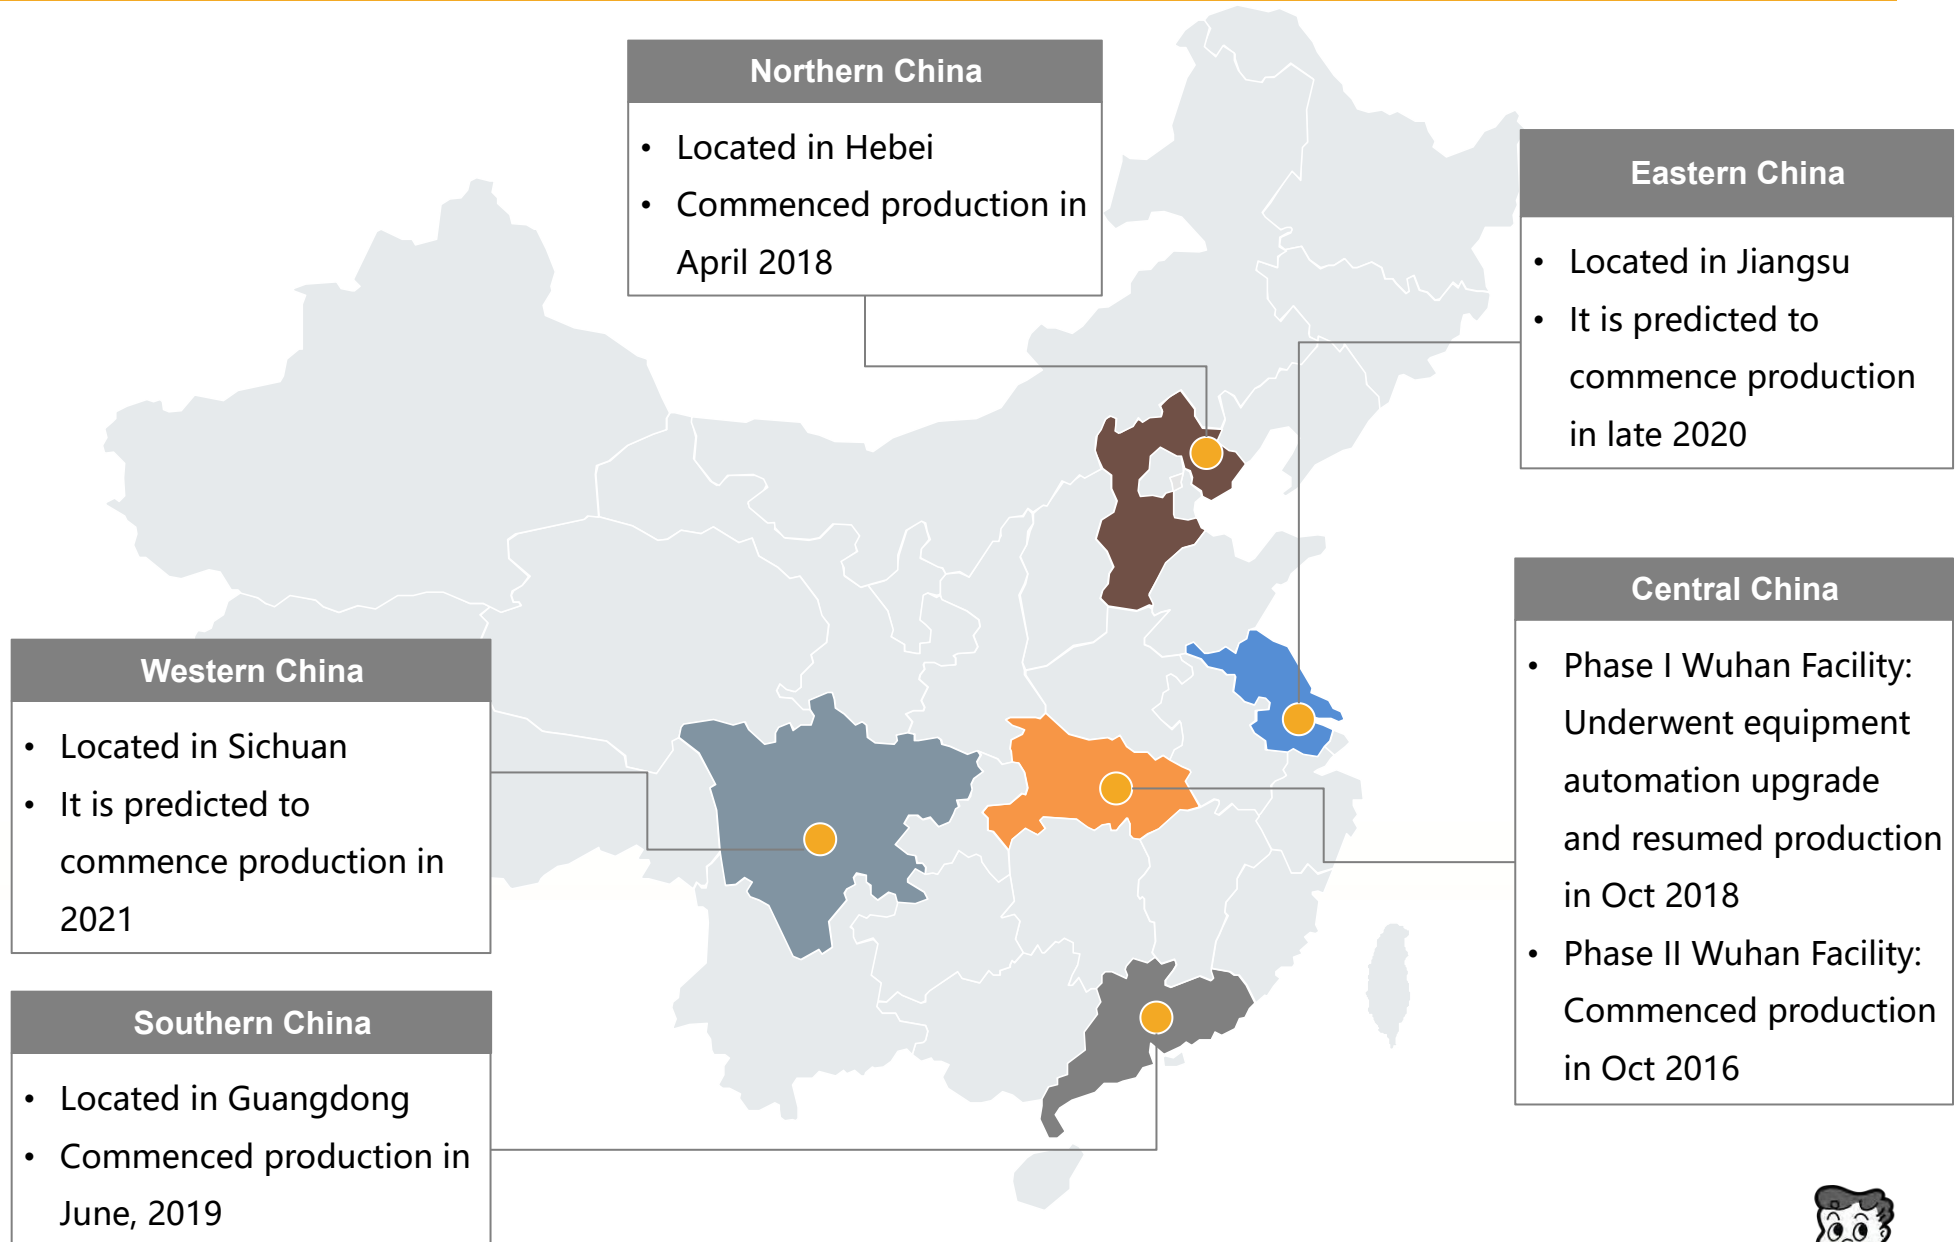 Northern China
• Located in Hebei
• Commenced production in
April 2018
Eastern China
• Located in Jiangsu
• It is predicted to
commence production
in late 2020
Central China
• Phase I Wuhan Facility:
Underwent equipment
automation upgrade
and resumed production
in Oct 2018
• Phase II Wuhan Facility:
Commenced production
in Oct 2016
Western China
• Located in Sichuan
• It is predicted to
commence production in
2021
Southern China
• Located in Guangdong
• Commenced production in
June, 2019